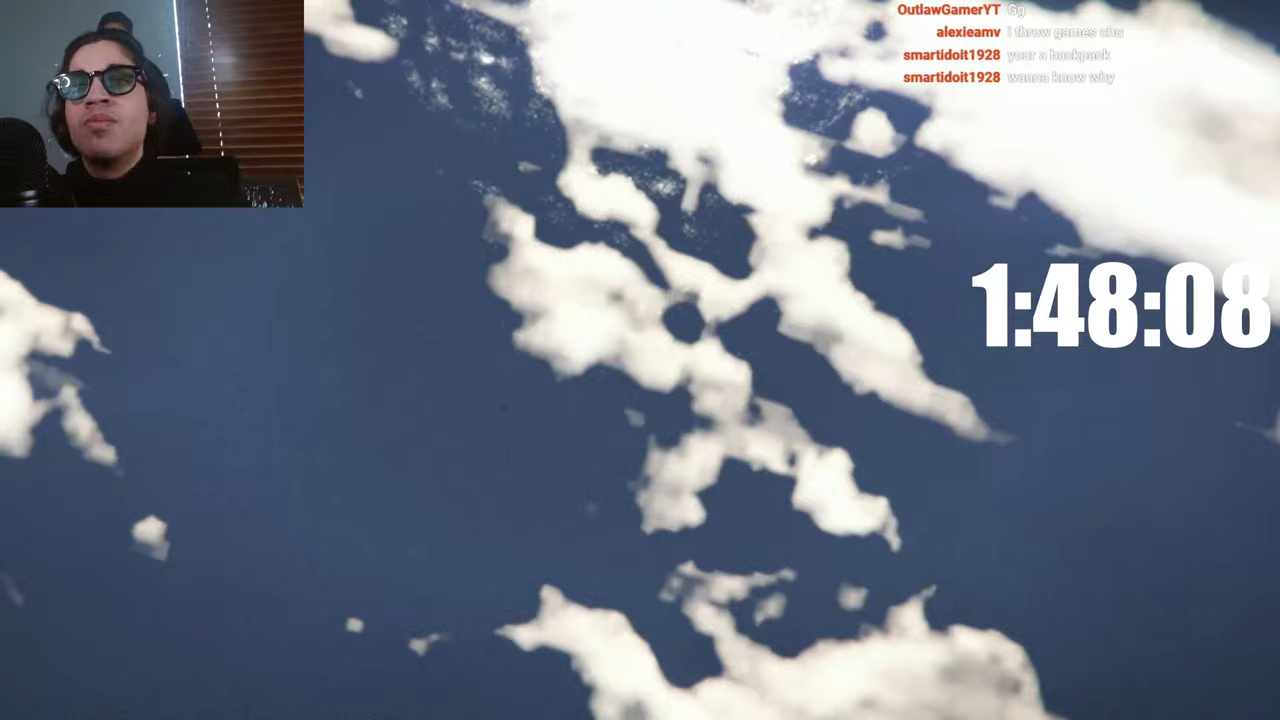 OutlawGamerYT Gg
alexieamv i throw games chu
smartidoit1928 your a backpack
smartidoit1928 wanna know why
1:48:08